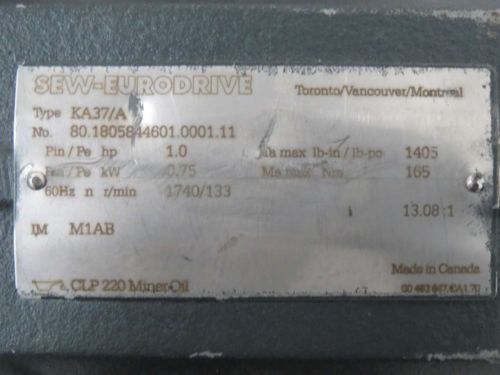 SEW-EURODRIVE Toronto/Vancouver/Montreal
Type KA37/A
No. 80.1805844601.0001.11
Pin/Pe hp 1.0 Ma max lb-in/lb-po 1405
Pin/Pe kW 0.75 Ma max Nm 165
60Hz n r/min 1740/133
13.08:1
IM M1AB
Made in Canada
CLP 220 Miner.Oil